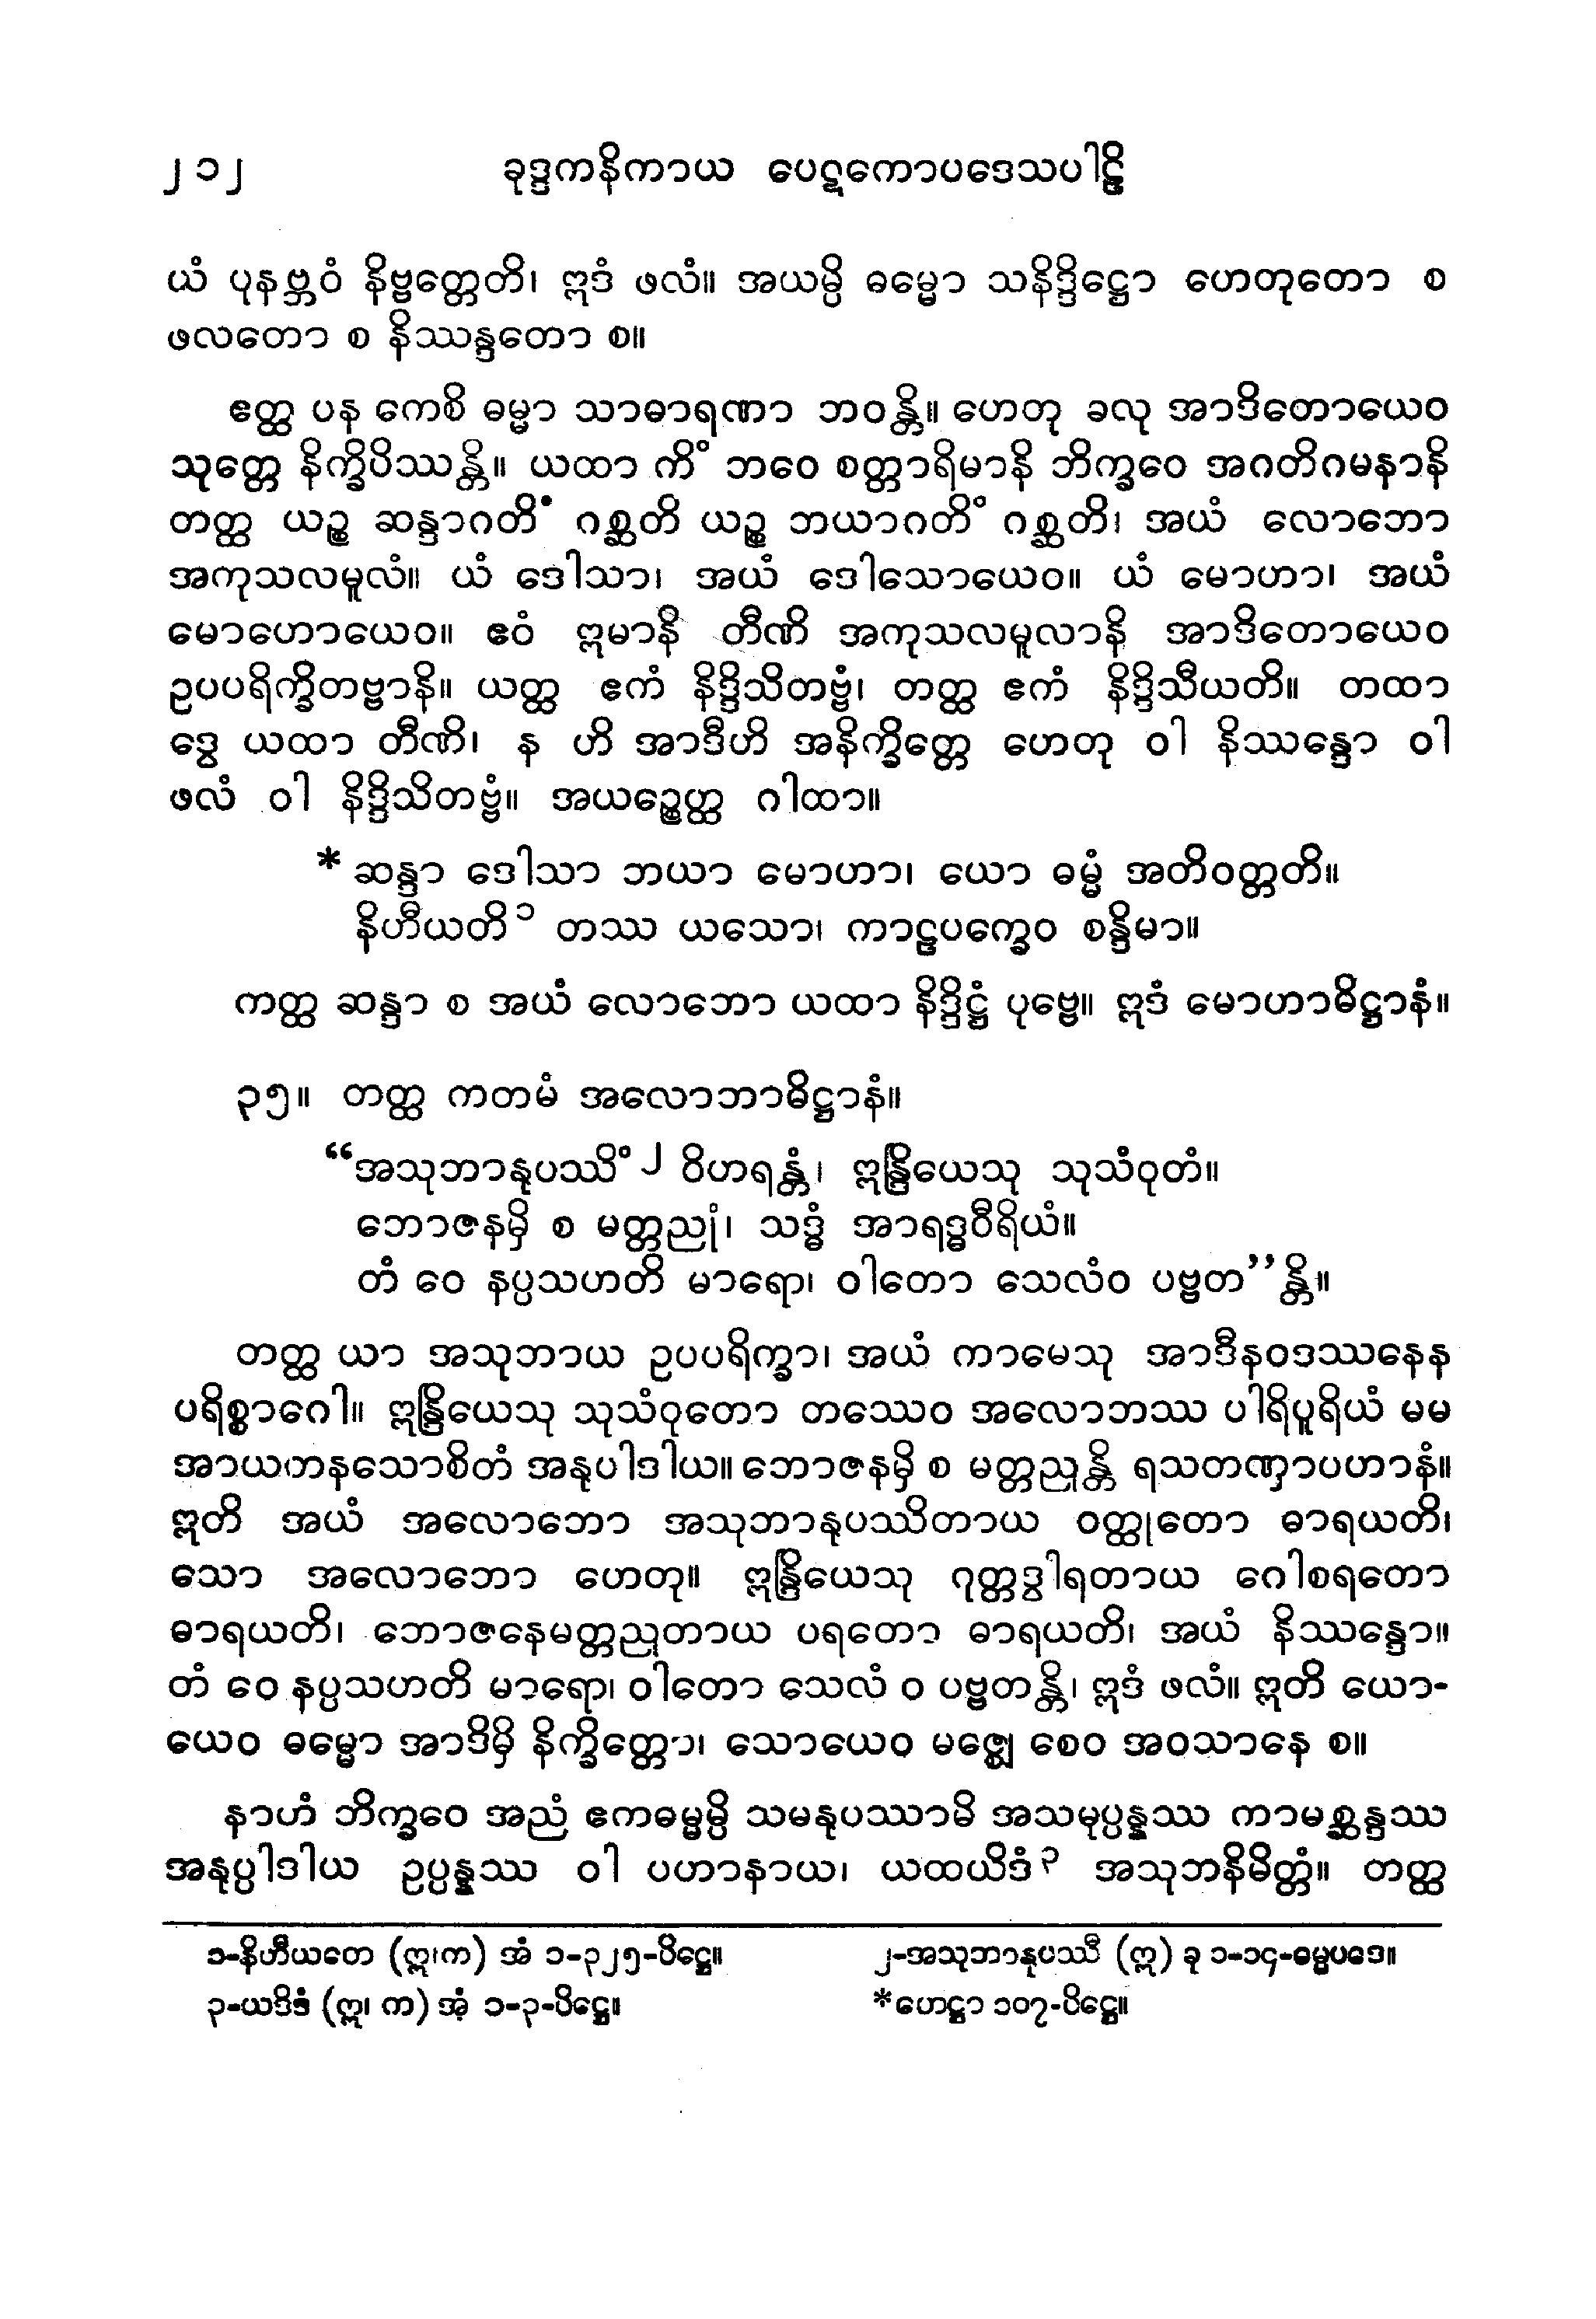 ၂၁၂ ခုဒ္ဒကနိကာယ ပေဋကောပဒေသပါဠိ
ယံ ပုနဗ္ဘဝံ နိဗ္ဗတ္တေတိ၊ ဣဒံ ဖလံ။ အယမ္ပိ ဓမ္မော သနိဒ္ဒိဋ္ဌော ဟေတုတော စ
ဖလတော စ နိဿန္ဒတော စ။
ဧတ္ထ ပန ကေစိ ဓမ္မာ သာဓာရဏာ ဘဝန္တိ။ ဟေတု ခလု အာဒိတောယေဝ
သုတ္တေ နိက္ခိပိဿန္တိ။ ယထာ ကိံ ဘဝေ စတ္တာရိမာနိ ဘိက္ခဝေ အဂတိဂမနာနိ
တတ္ထ ယဉ္စ ဆန္ဒာဂတိံ ဂစ္ဆတိ ယဉ္စ ဘယာဂတိံ ဂစ္ဆတိ၊ အယံ လောဘော
အကုသလမူလံ။ ယံ ဒေါသာ၊ အယံ ဒေါသောယေဝ။ ယံ မောဟာ၊ အယံ
မောဟောယေဝ။ ဧဝံ ဣမာနိ တီဏိ အကုသလမူလာနိ အာဒိတောယေဝ
ဥပပရိက္ခိတဗ္ဗာနိ။ ယတ္ထ ဧကံ နိဒ္ဒိသိတဗ္ဗံ၊ တတ္ထ ဧကံ နိဒ္ဒိသီယတိ။ တထာ
ဒွေ ယထာ တီဏိ၊ န ဟိ အာဒီဟိ အနိက္ခိတ္တေ ဟေတု ဝါ နိဿန္ဒော ဝါ
ဖလံ ဝါ နိဒ္ဒိသိတဗ္ဗံ။ အယဉ္စေတ္ထ ဂါထာ။
* ဆန္ဒာ ဒေါသာ ဘယာ မောဟာ၊ ယော ဓမ္မံ အတိဝတ္တတိ။
နိဟီယတိ၁ တဿ ယသော၊ ကာဠပက္ခေဝ စန္ဒိမာ။
ကတ္ထ ဆန္ဒာ စ အယံ လောဘော ယထာ နိဒ္ဒိဋ္ဌံ ပုဗ္ဗေ။ ဣဒံ မောဟာဓိဋ္ဌာနံ။
၃၅။ တတ္ထ ကတမံ အလောဘာဓိဋ္ဌာနံ။
“အသုဘာနုပဿိံ၂ ဝိဟရန္တံ၊ ဣန္ဒြိယေသု သုသံဝုတံ။
ဘောဇနမှိ စ မတ္တညုံ၊ သဒ္ဓံ အာရဒ္ဓဝီရိယံ။
တံ ဝေ နပ္ပသဟတိ မာရော၊ ဝါတော သေလံဝ ပဗ္ဗတ”န္တိ။
တတ္ထ ယာ အသုဘာယ ဥပပရိက္ခာ၊ အယံ ကာမေသု အာဒီနဝဒဿနေန
ပရိစ္စာဂေါ။ ဣန္ဒြိယေသု သုသံဝုတော တဿေဝ အလောဘဿ ပါရိပူရိယံ မမ
အာယတနသောစိတံ အနုပါဒါယ။ ဘောဇနမှိ စ မတ္တညုန္တိ ရသတဏှာပဟာနံ။
ဣတိ အယံ အလောဘော အသုဘာနုပဿိတာယ ဝတ္ထုတော ဓာရယတိ၊
သော အလောဘော ဟေတု။ ဣန္ဒြိယေသု ဂုတ္တဒွါရတာယ ဂေါစရတော
ဓာရယတိ၊ ဘောဇနေမတ္တညုတာယ ပရတော ဓာရယတိ၊ အယံ နိဿန္ဒော။
တံ ဝေ နပ္ပသဟတိ မာရော၊ ဝါတော သေလံ ဝ ပဗ္ဗတန္တိ၊ ဣဒံ ဖလံ။ ဣတိ ယော-
ယေဝ ဓမ္မော အာဒိမှိ နိက္ခိတ္တော၊ သောယေဝ မဇ္ဈေ စေဝ အဝသာနေ စ။
နာဟံ ဘိက္ခဝေ အညံ ဧကဓမ္မမ္ပိ သမနုပဿာမိ အသမုပ္ပန္နဿ ကာမစ္ဆန္ဒဿ
အနုပ္ပါဒါယ ဥပ္ပန္နဿ ဝါ ပဟာနာယ၊ ယထယိဒံ၃ အသုဘနိမိတ္တံ။ တတ္ထ
၁-နိဟီယတေ (ဣ၊က) အံ ၁-၃၂၅-ပိဋ္ဌေ။ ၂-အသုဘာနုပဿီ (ဣ) ခု ၁-၁၄-ဓမ္မပဒေ။
၃-ယဒိဒံ (ဣ၊ က) အံ့ ၁-၃-ပိဋ္ဌေ။ *ဟေဋ္ဌာ ၁၀၇-ပိဋ္ဌေ။